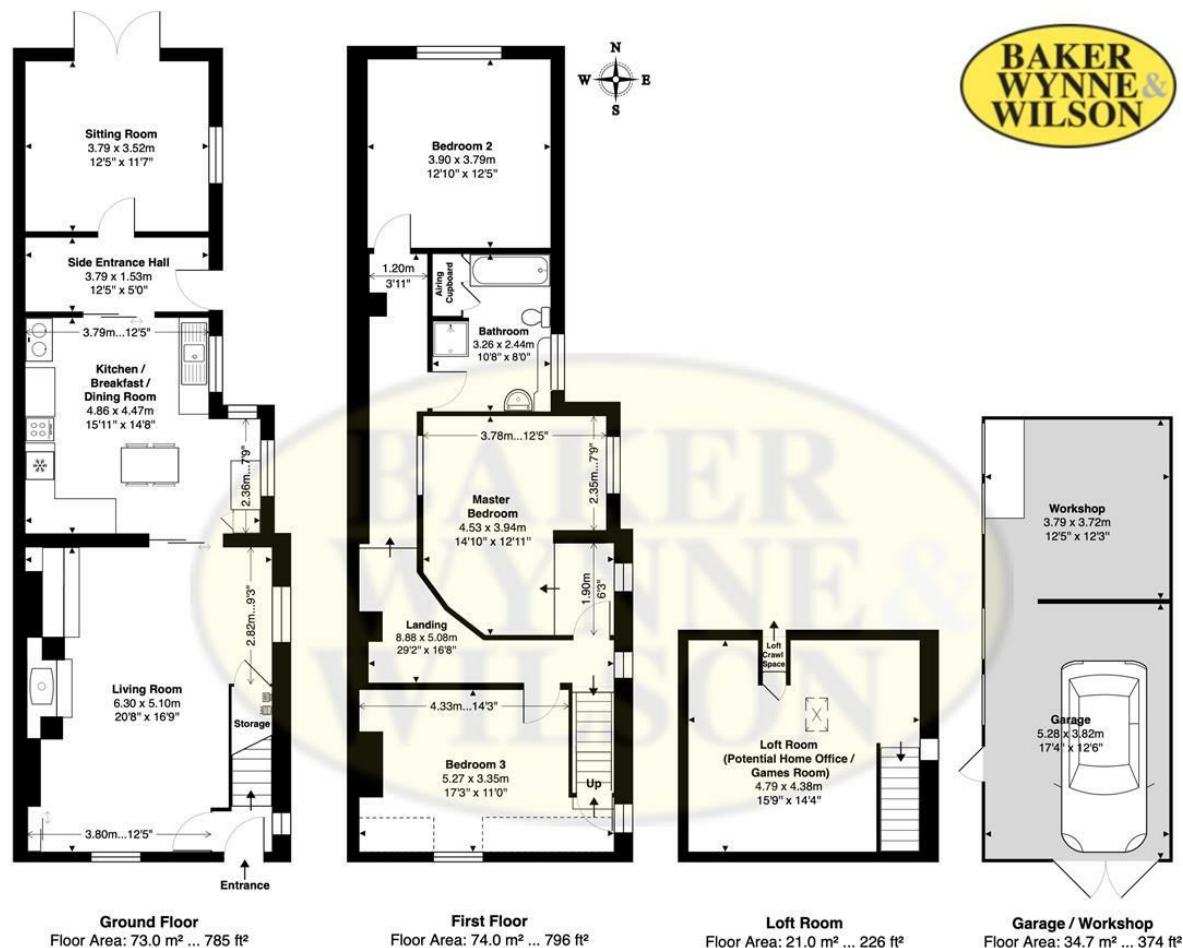 BAKER
WYNNE &
WILSON
N
W E
S
Sitting Room
3.79 x 3.52m
12'5" x 11'7"
Side Entrance Hall
3.79 x 1.53m
12'5" x 5'0"
3.79m...12'5"
Kitchen /
Breakfast /
Dining Room
4.86 x 4.47m
15'11" x 14'8"
2.36m...7'9"
2.82m...9'3"
Living Room
6.30 x 5.10m
20'8" x 16'9"
Storage
3.80m...12'5"
Entrance
Ground Floor
Floor Area: 73.0 m² ... 785 ft²
Bedroom 2
3.90 x 3.79m
12'10" x 12'5"
1.20m
3'11"
Airing
Cupboard
Bathroom
3.26 x 2.44m
10'8" x 8'0"
3.78m...12'5"
2.35m...7'9"
Master
Bedroom
4.53 x 3.94m
14'10" x 12'11"
1.90m
6'3"
Landing
8.88 x 5.08m
29'2" x 16'8"
4.33m...14'3"
Bedroom 3
5.27 x 3.35m
17'3" x 11'0"
Up
First Floor
Floor Area: 74.0 m² ... 796 ft²
Loft
Crawl
Space
Loft Room
(Potential Home Office /
Games Room)
4.79 x 4.38m
15'9" x 14'4"
Loft Room
Floor Area: 21.0 m² ... 226 ft²
Workshop
3.79 x 3.72m
12'5" x 12'3"
Garage
5.28 x 3.82m
17'4" x 12'6"
Garage / Workshop
Floor Area: 34.7 m² ... 374 ft²
BAKER
WYNNE &
WILSON